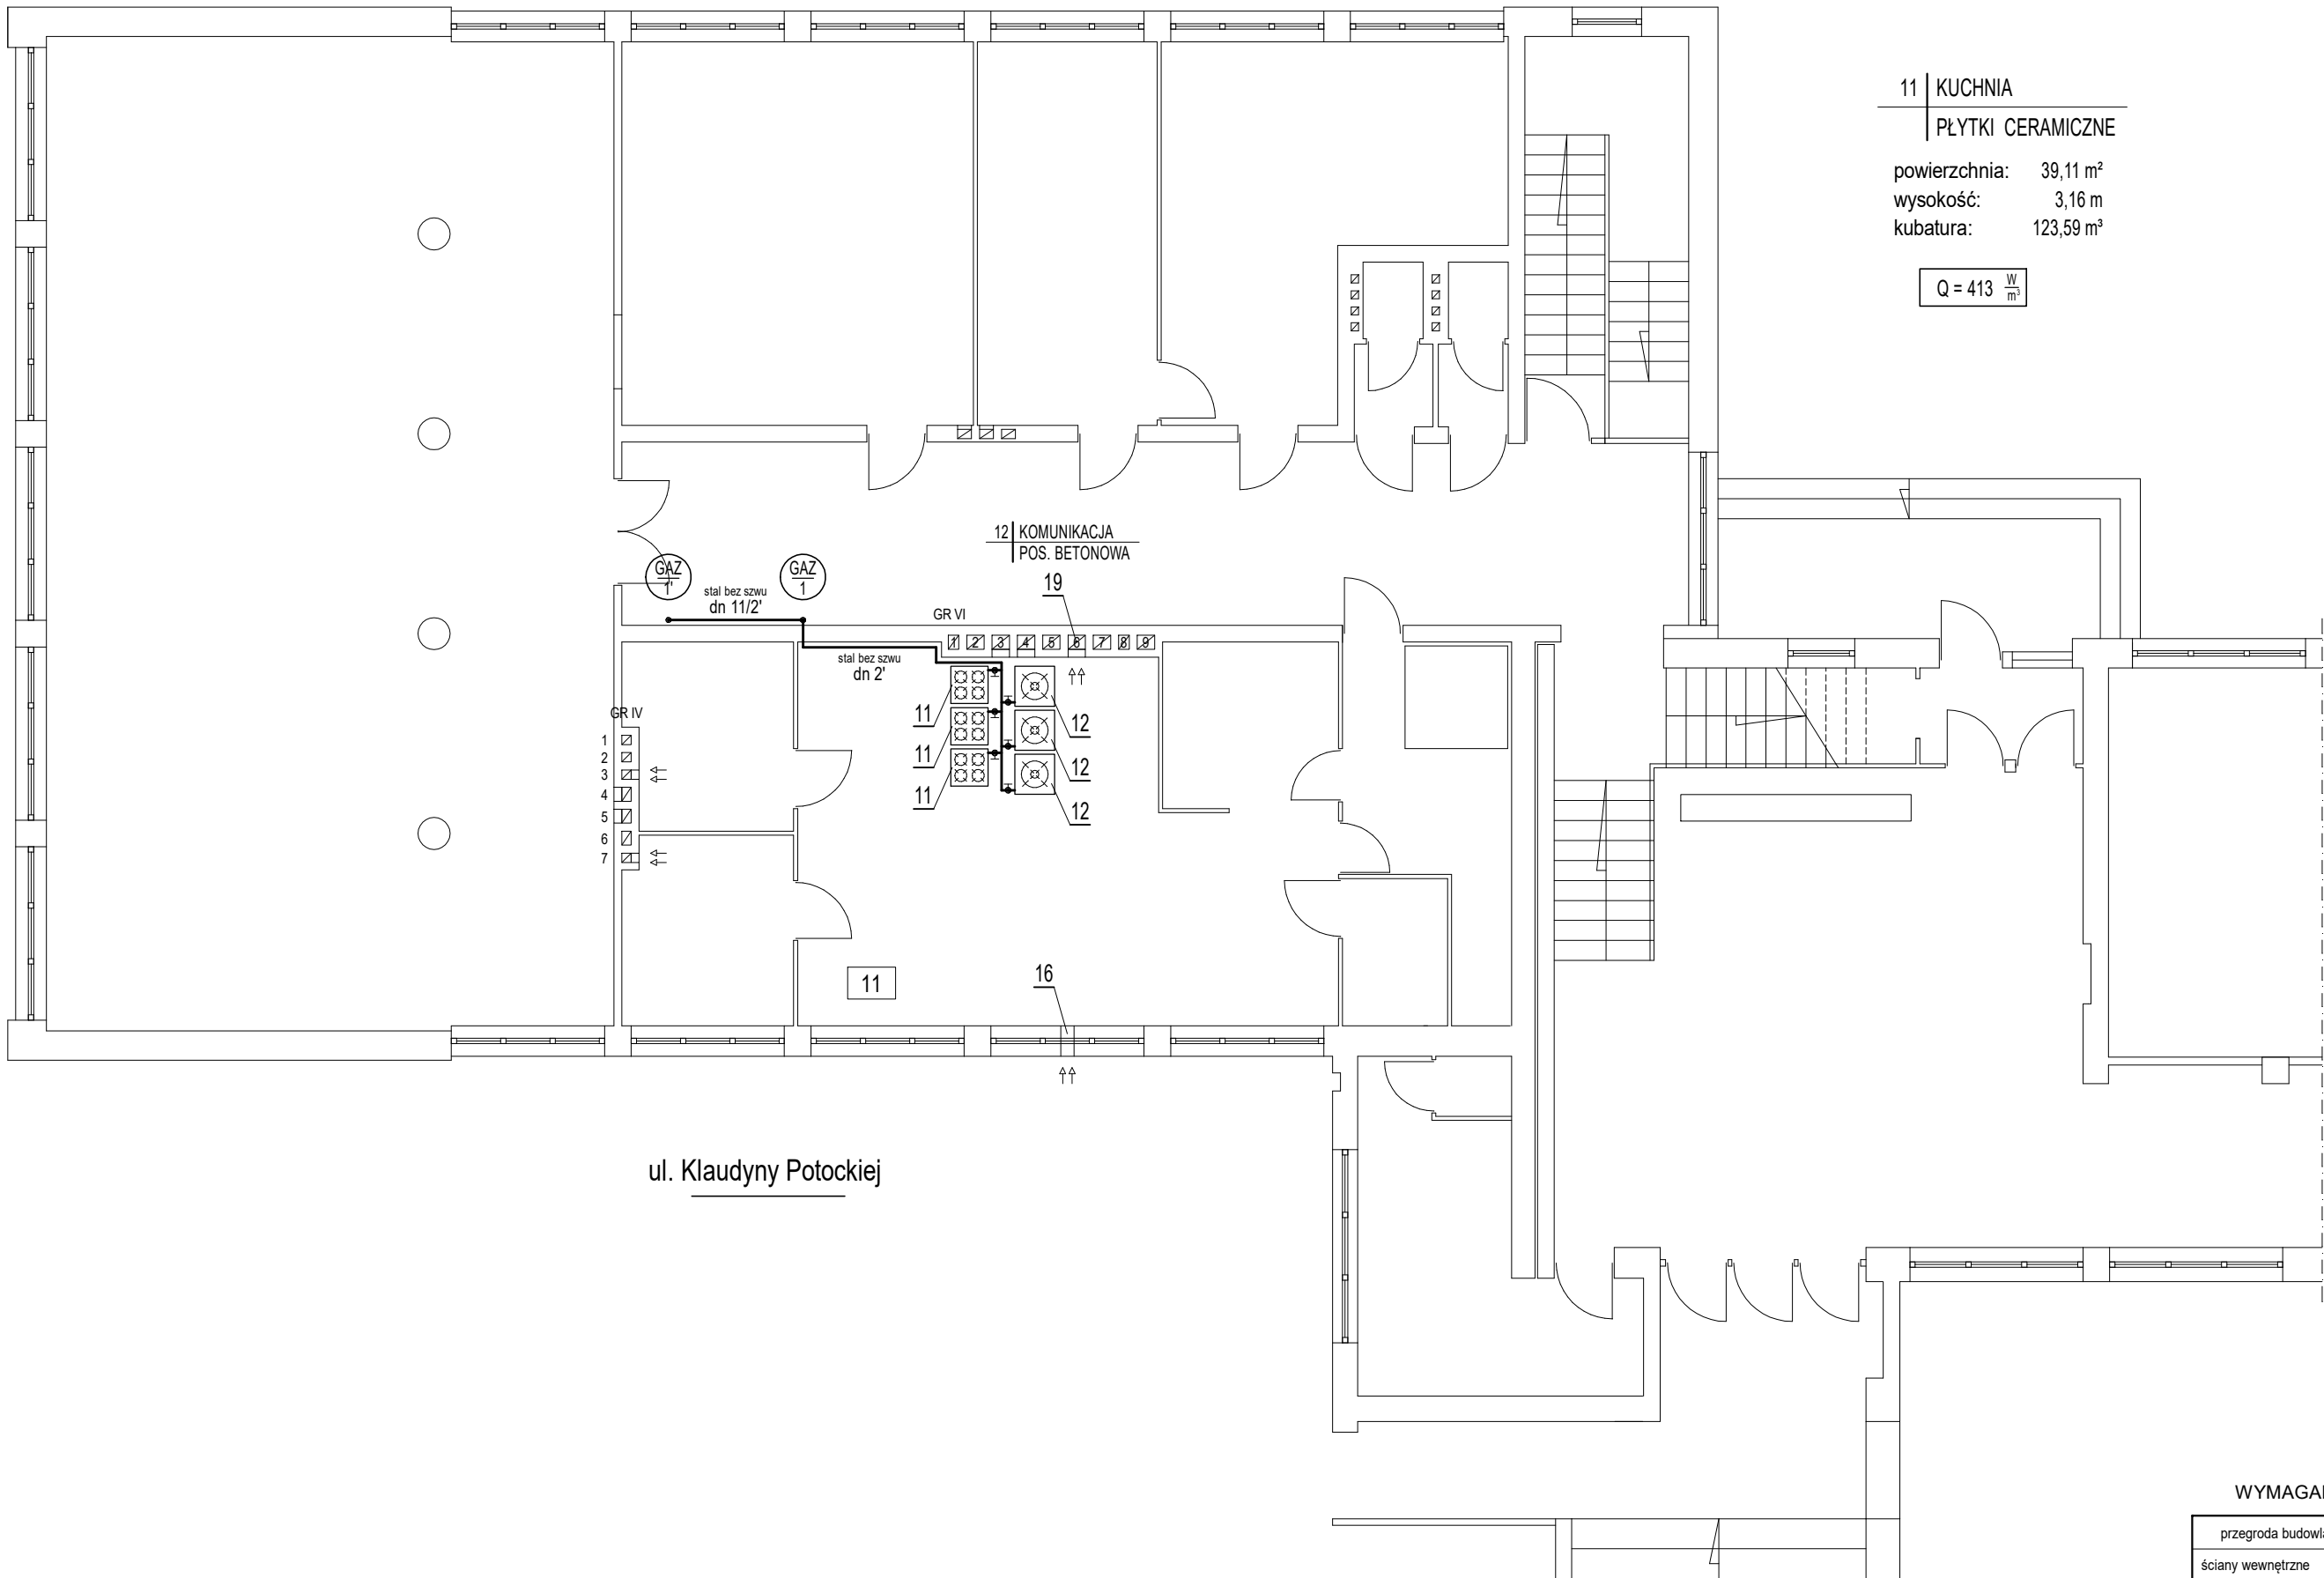 11 KUCHNIA
PŁYTKI CERAMICZNE
powierzchnia: 39,11 m²
wysokość: 3,16 m
kubatura: 123,59 m³
Q = 413 W/m³
12 KOMUNIKACJA
POS. BETONOWA
GAZ
1'
GAZ
1
stal bez szwu
dn 11/2'
19
GR VI
1 2 3 4 5 6 7 8 9
stal bez szwu
dn 2'
11
12
11
12
11
12
GR IV
1
2
3
4
5
6
7
11
16
ul. Klaudyny Potockiej
WYMAGA
przegroda budowl
ściany wewnętrzne